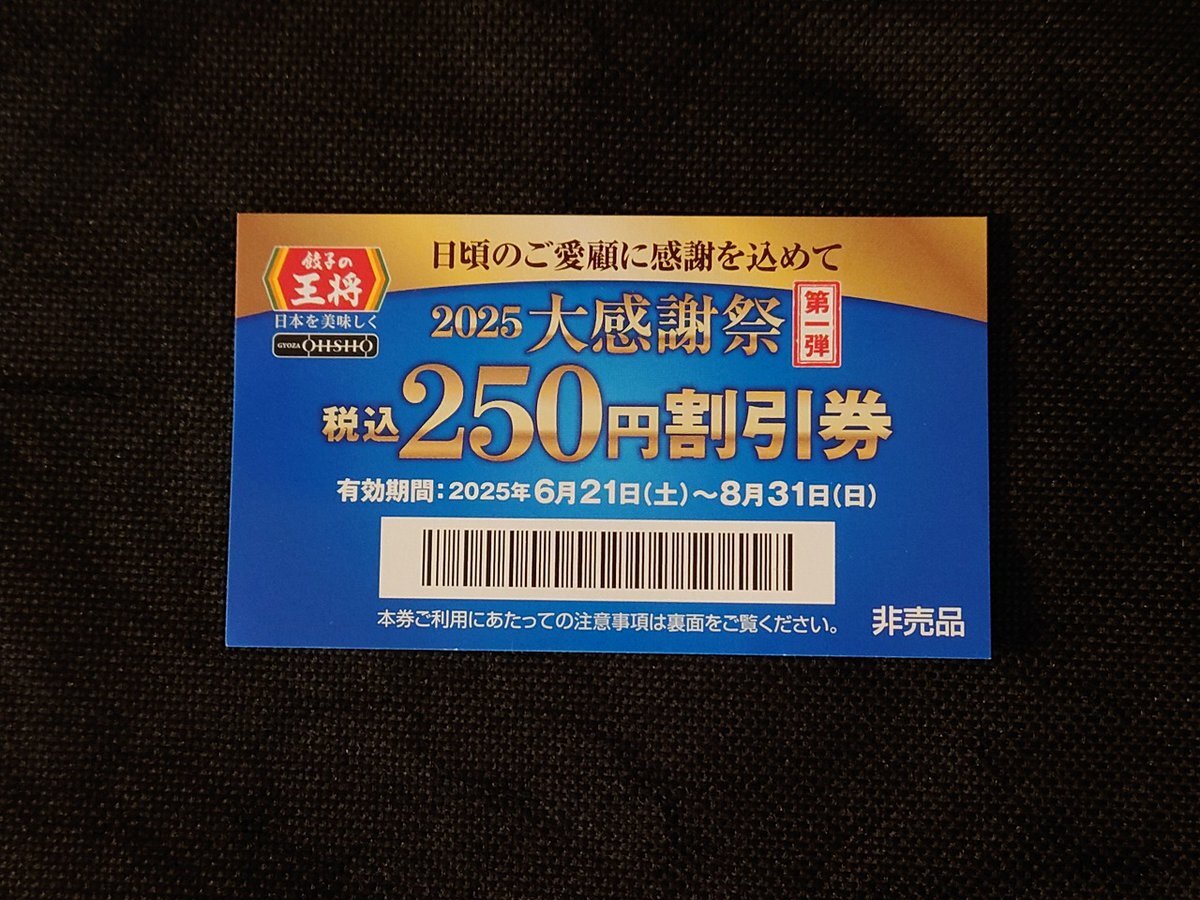 餃子の
王将
日本を美味しく
GYOZA OHSHO
日頃のご愛顧に感謝を込めて
2025大感謝祭
第一弾
税込250円割引券
有効期間：2025年6月21日(土)～8月31日(日)
本券ご利用にあたっての注意事項は裏面をご覧ください。
非売品